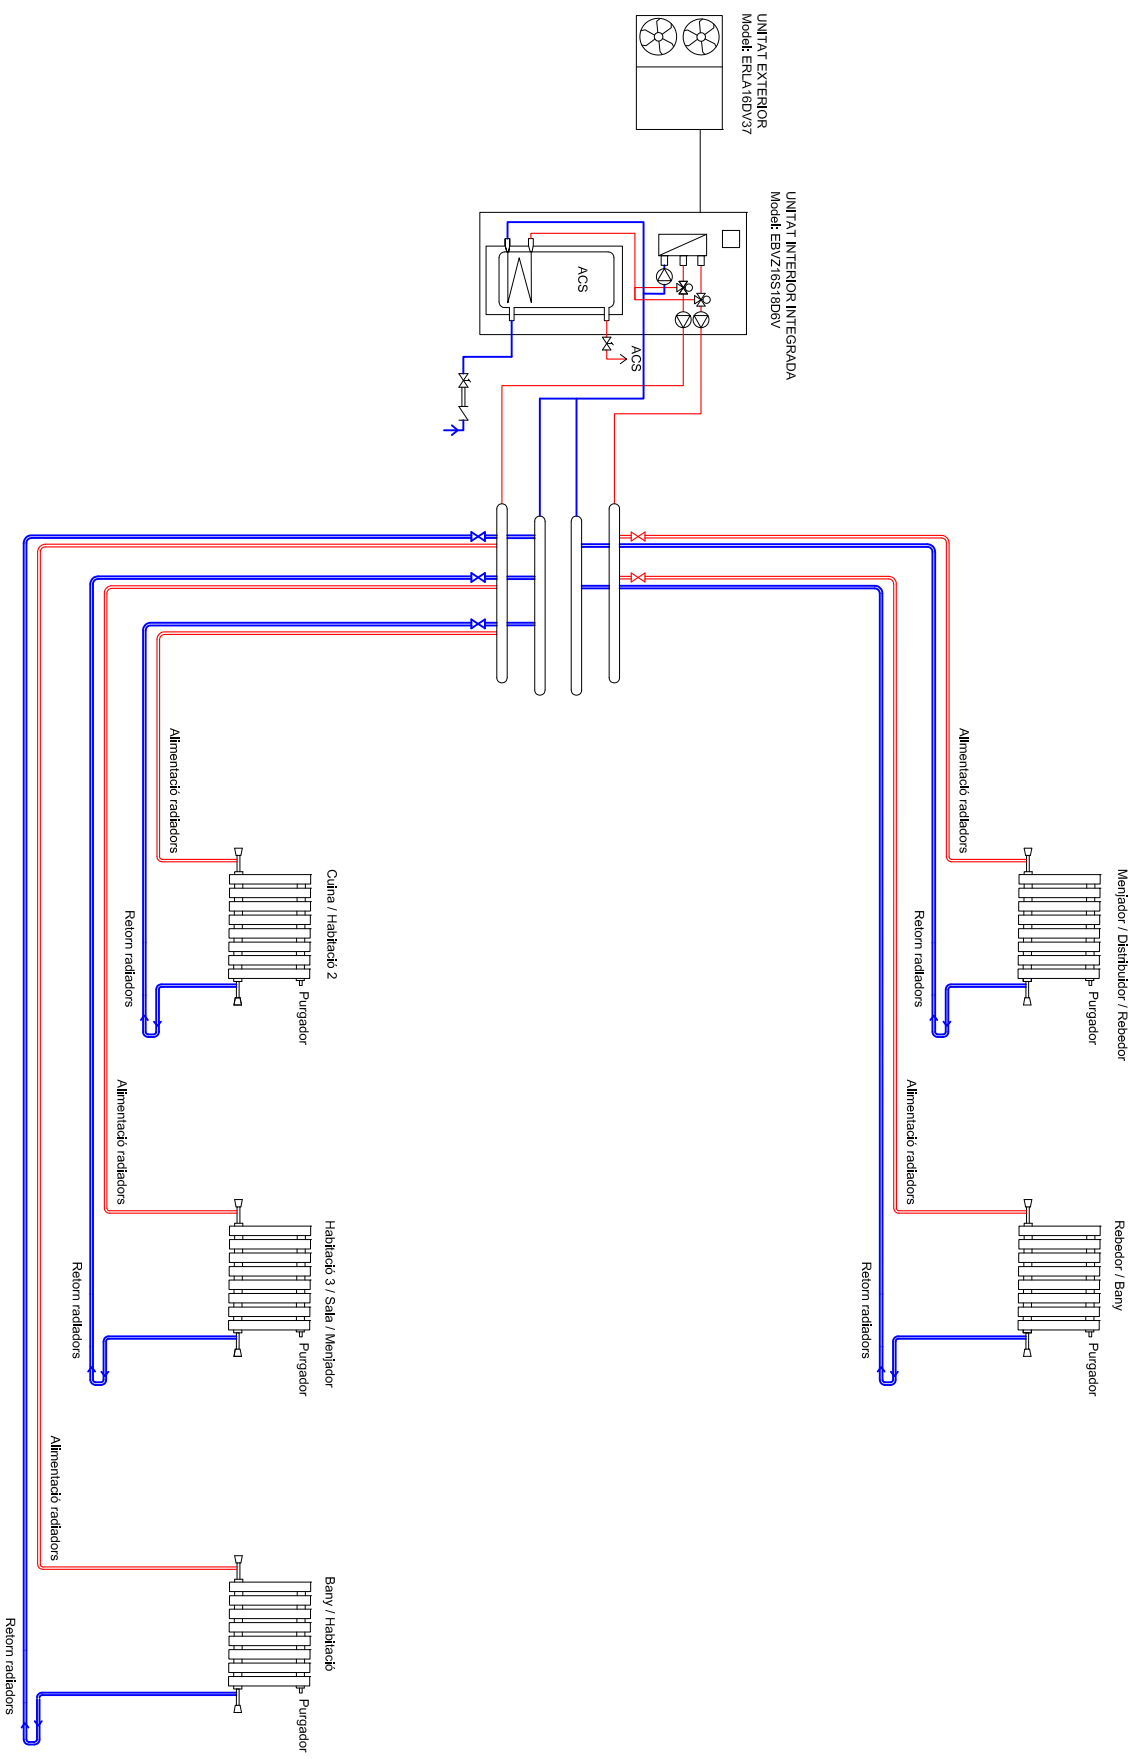 UNITAT EXTERIOR
Model: ERLA16DV37
UNITAT INTERIOR INTEGRADA
Model: EBVZ16S18D6V
ACS
ACS
Menjador / Distribuidor / Rebedor
Alimentació radiadors
Retorn radiadors
Purgador
Rebedor / Bany
Alimentació radiadors
Retorn radiadors
Purgador
Cuina / Habitació 2
Alimentació radiadors
Retorn radiadors
Purgador
Habitació 3 / Sala / Menjador
Alimentació radiadors
Retorn radiadors
Purgador
Bany / Habitació
Alimentació radiadors
Retorn radiadors
Purgador